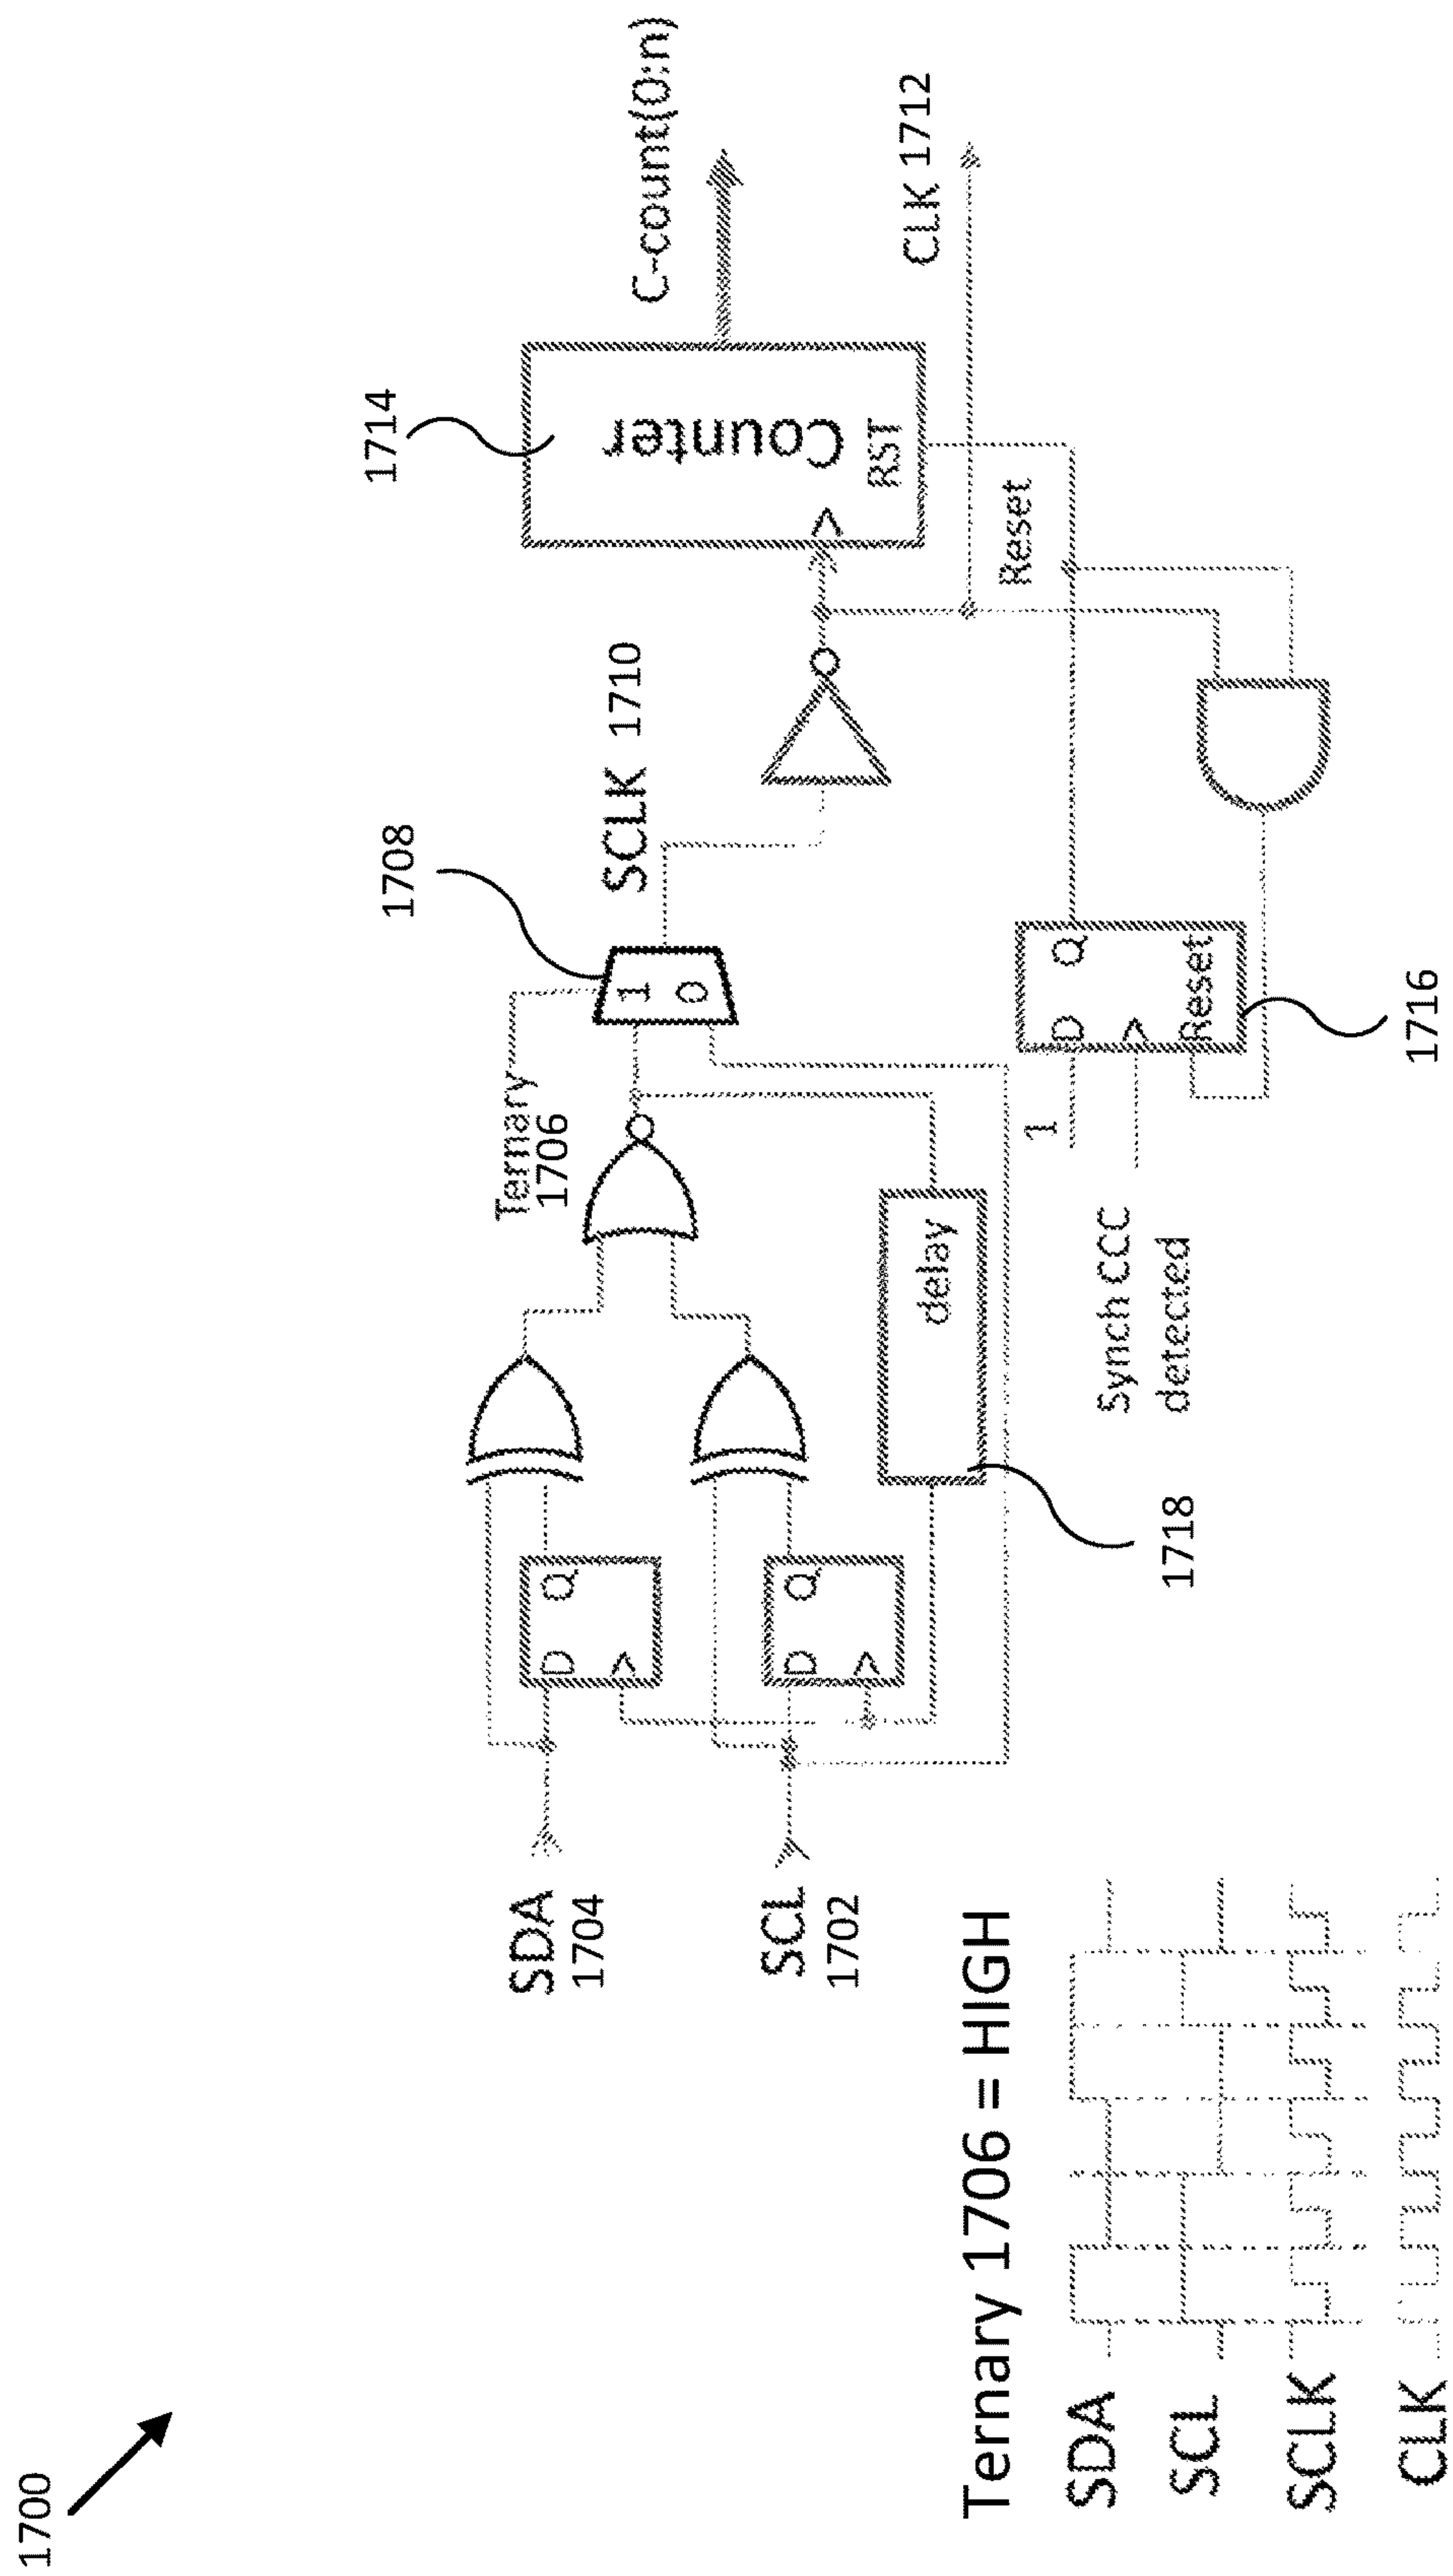 1700
C-count(0:n)
CLK 1712
1714
Counter
RST
Reset
SCLK 1710
1708
Ternary
1706
1
0
D
Q
Reset
1716
1
Synch CCC
detected
delay
1718
D
Q
D
Q
SDA
1704
SCL
1702
Ternary 1706 = HIGH
SDA
SCL
SCLK
CLK